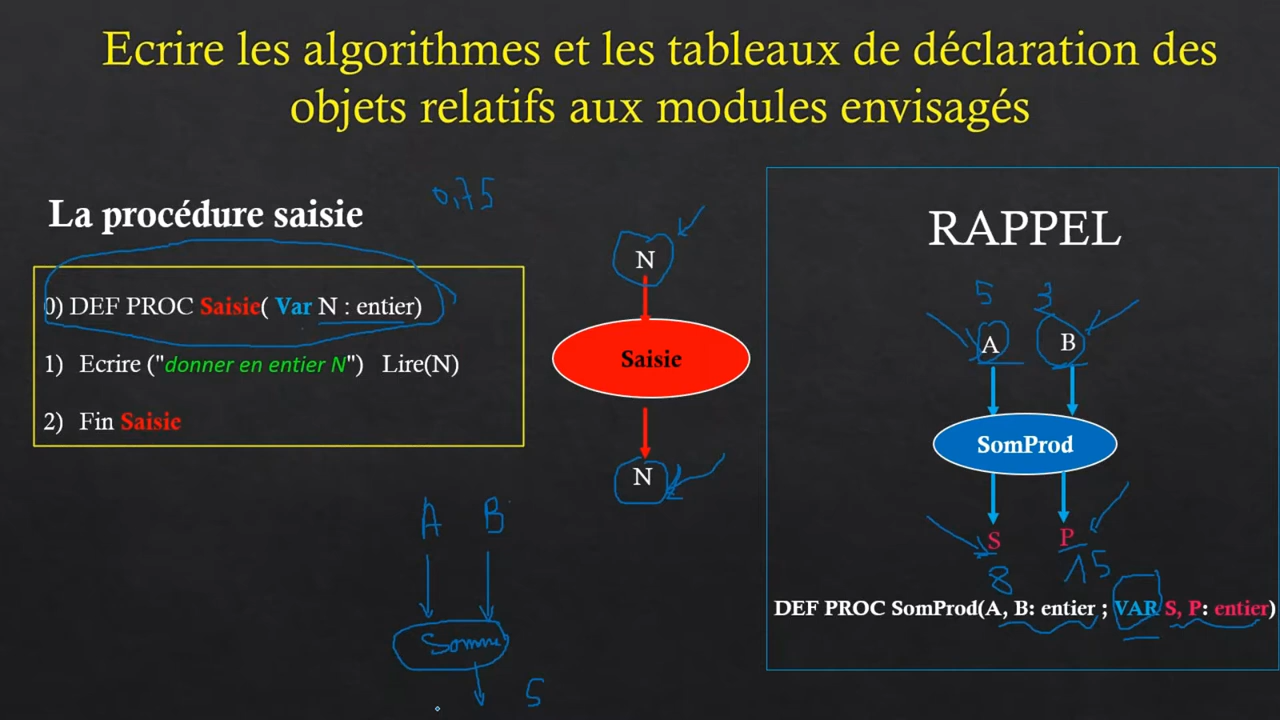 Ecrire les algorithmes et les tableaux de déclaration des
objets relatifs aux modules envisagés
La procédure saisie
0,75
0) DEF PROC Saisie( Var N : entier)
1) Ecrire ("donner en entier N") Lire(N)
2) Fin Saisie
N
Saisie
N
A B
Somme
5
RAPPEL
5 3
A B
SomProd
S P
8 15
DEF PROC SomProd(A, B: entier ; VAR S, P: entier)